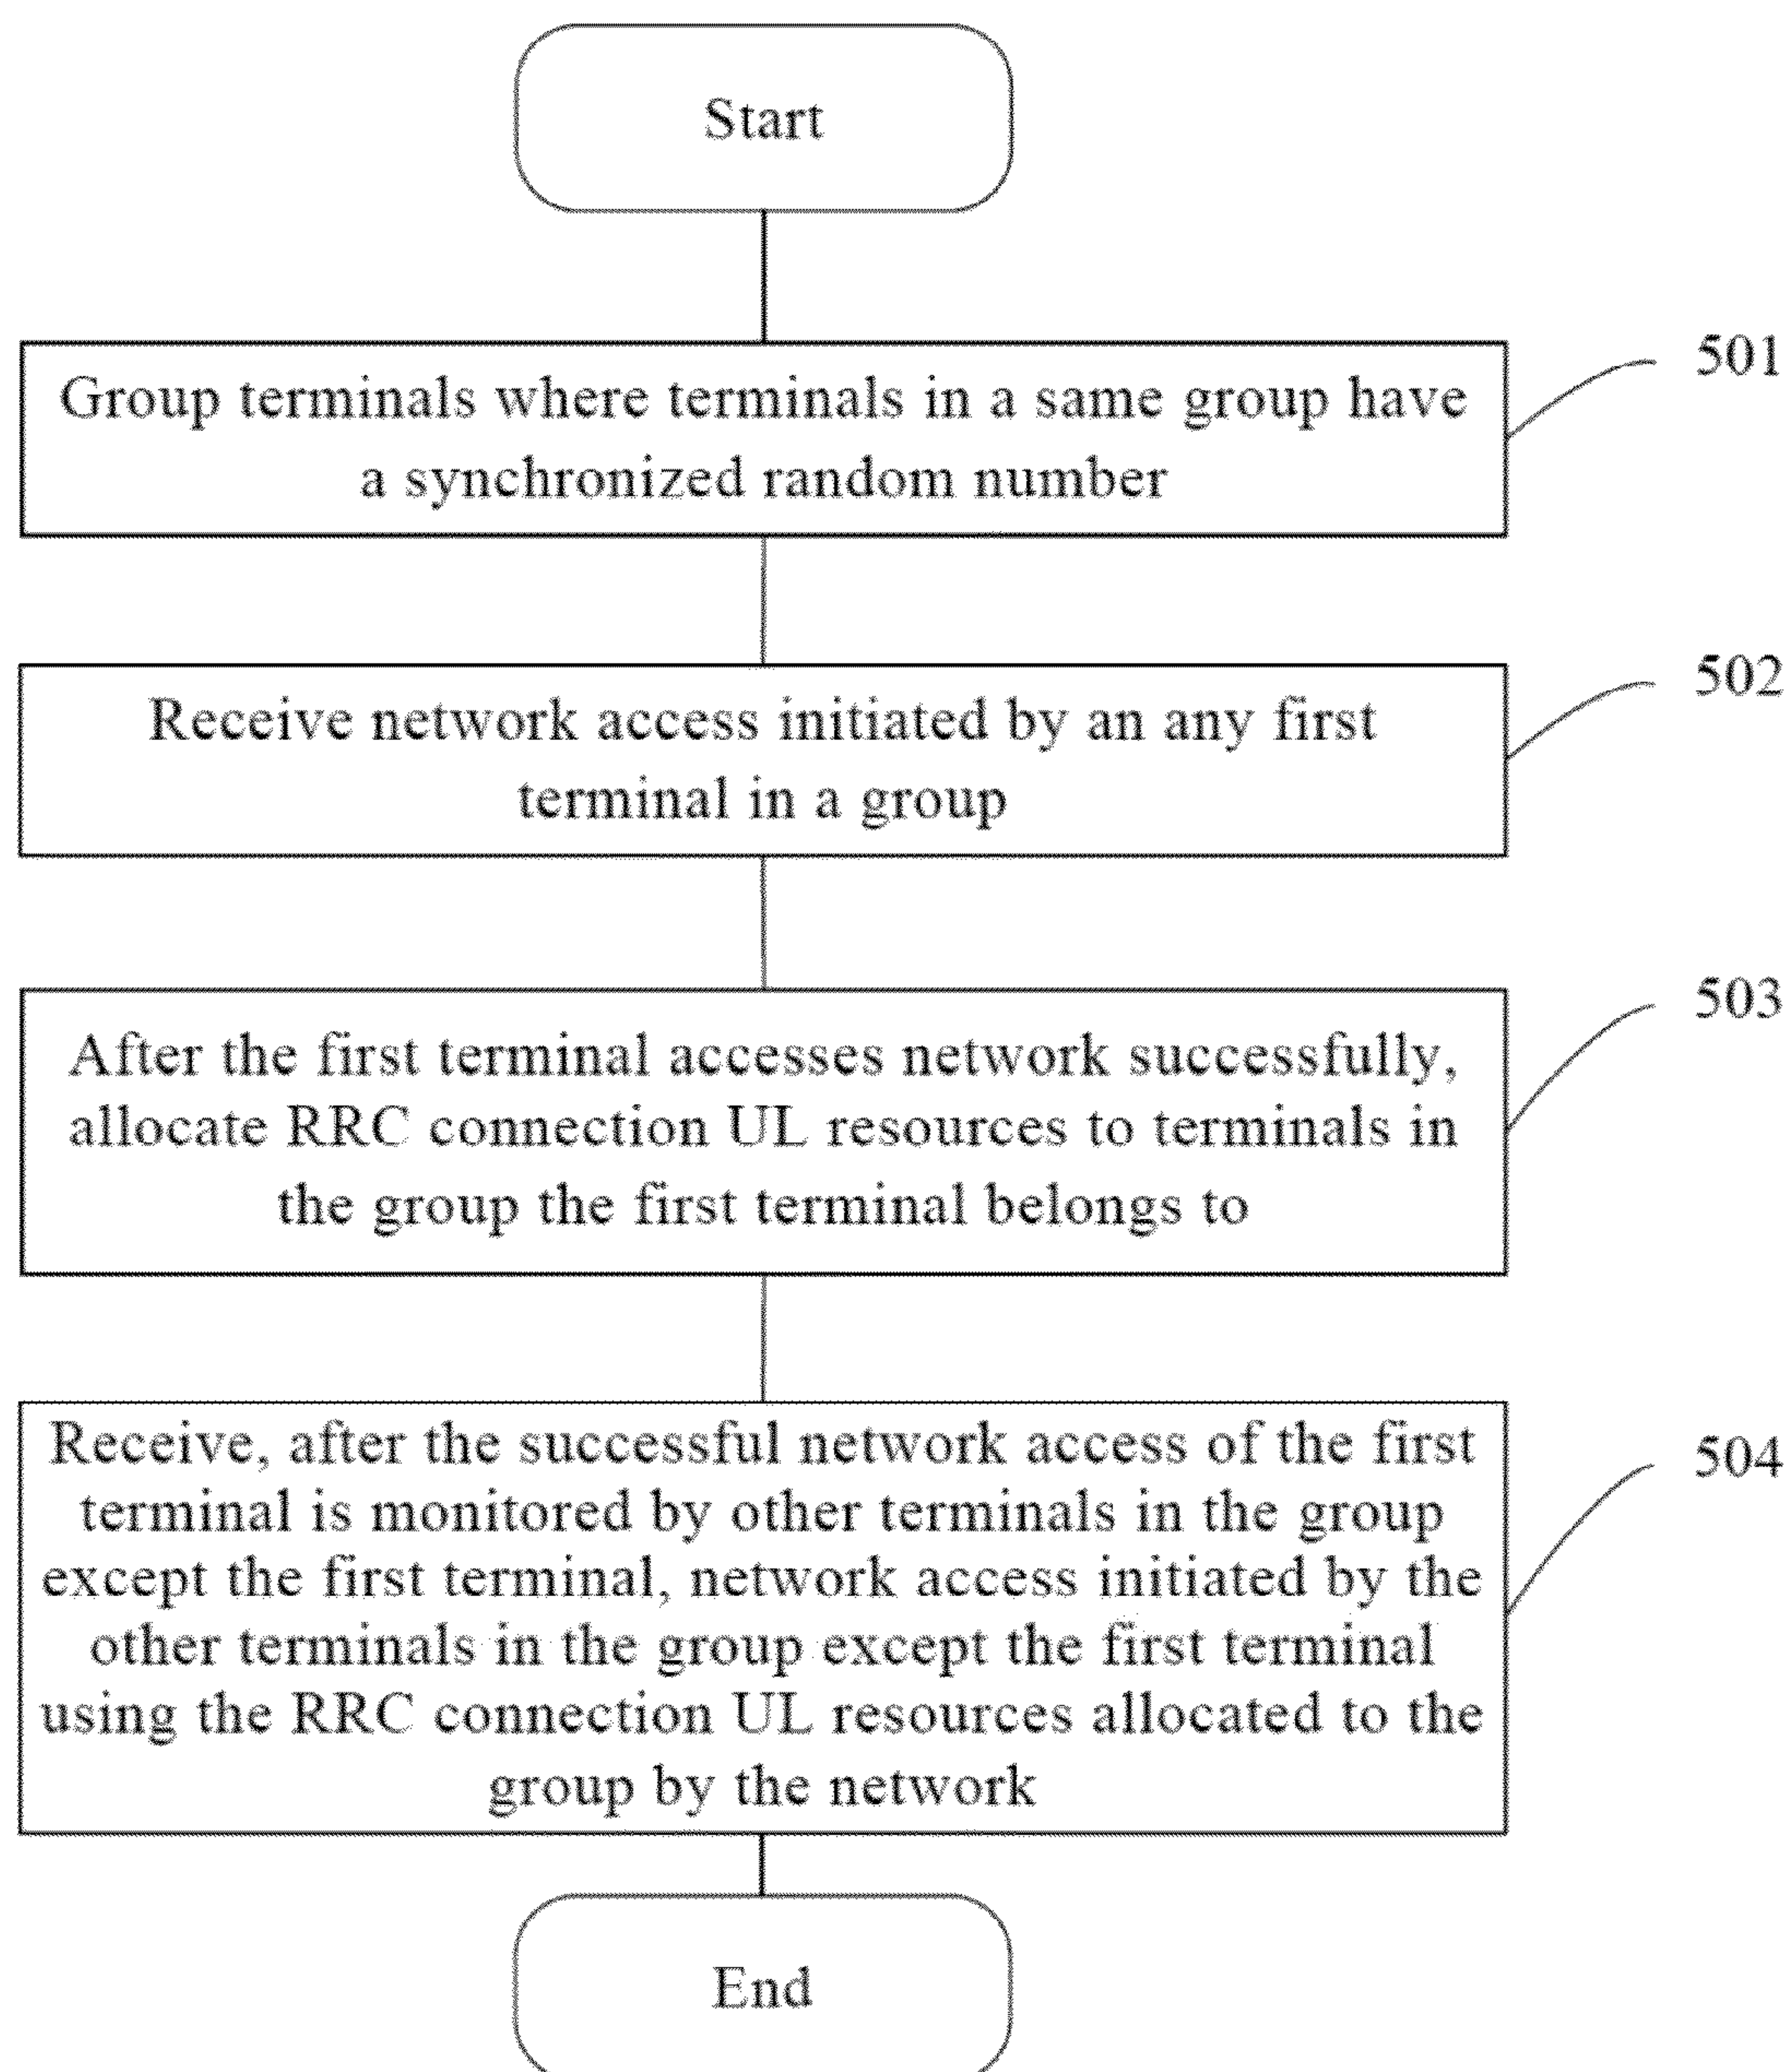 Start
501
Group terminals where terminals in a same group have
a synchronized random number
502
Receive network access initiated by an any first
terminal in a group
503
After the first terminal accesses network successfully,
allocate RRC connection UL resources to terminals in
the group the first terminal belongs to
504
Receive, after the successful network access of the first
terminal is monitored by other terminals in the group
except the first terminal, network access initiated by the
other terminals in the group except the first terminal
using the RRC connection UL resources allocated to the
group by the network
End